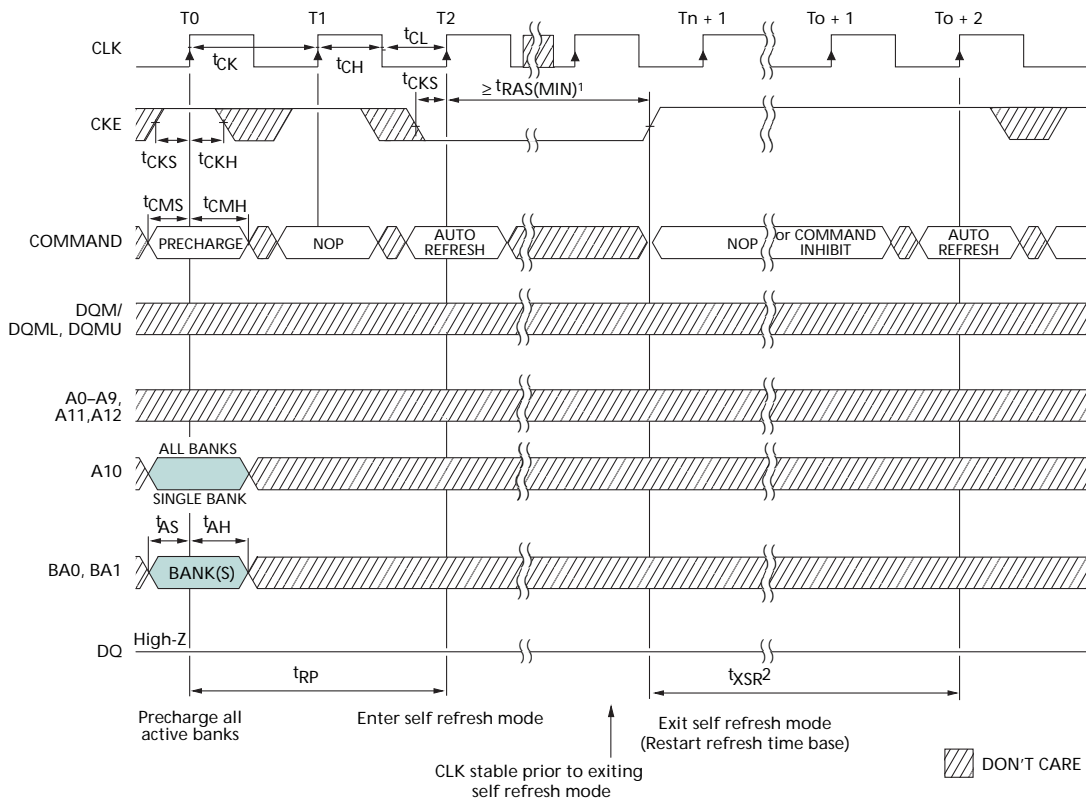 T0 T1 T2 Tn + 1 To + 1 To + 2
CLK
tCK tCH tCL
tCKS ≥ tRAS(MIN)¹
CKE
tCKS tCKH
tCMS tCMH
COMMAND PRECHARGE NOP AUTO REFRESH NOP or COMMAND INHIBIT AUTO REFRESH
DQM/
DQML, DQMU
A0–A9,
A11,A12
ALL BANKS
A10
SINGLE BANK
tAS tAH
BA0, BA1 BANK(S)
High-Z
DQ
tRP tXSR²
Precharge all
active banks
Enter self refresh mode
CLK stable prior to exiting
self refresh mode
Exit self refresh mode
(Restart refresh time base)
DON'T CARE